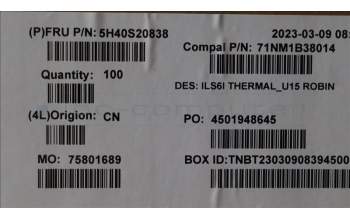 (P)FRU P/N: 5H40S20838
2023-03-09 08:
Compal P/N: 71NM1B38014
Quantity: 100
DES: ILS6I THERMAL_U15 ROBIN
(4L)Origion: CN
PO: 4501948645
MO: 75801689
BOX ID:TNBT23030908394500